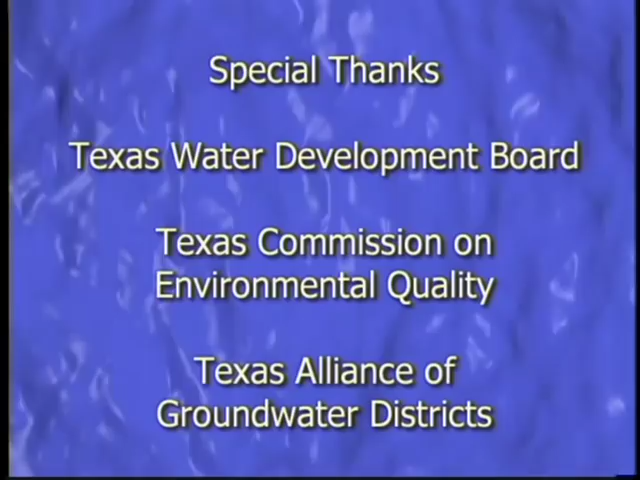 Special Thanks
Texas Water Development Board
Texas Commission on
Environmental Quality
Texas Alliance of
Groundwater Districts